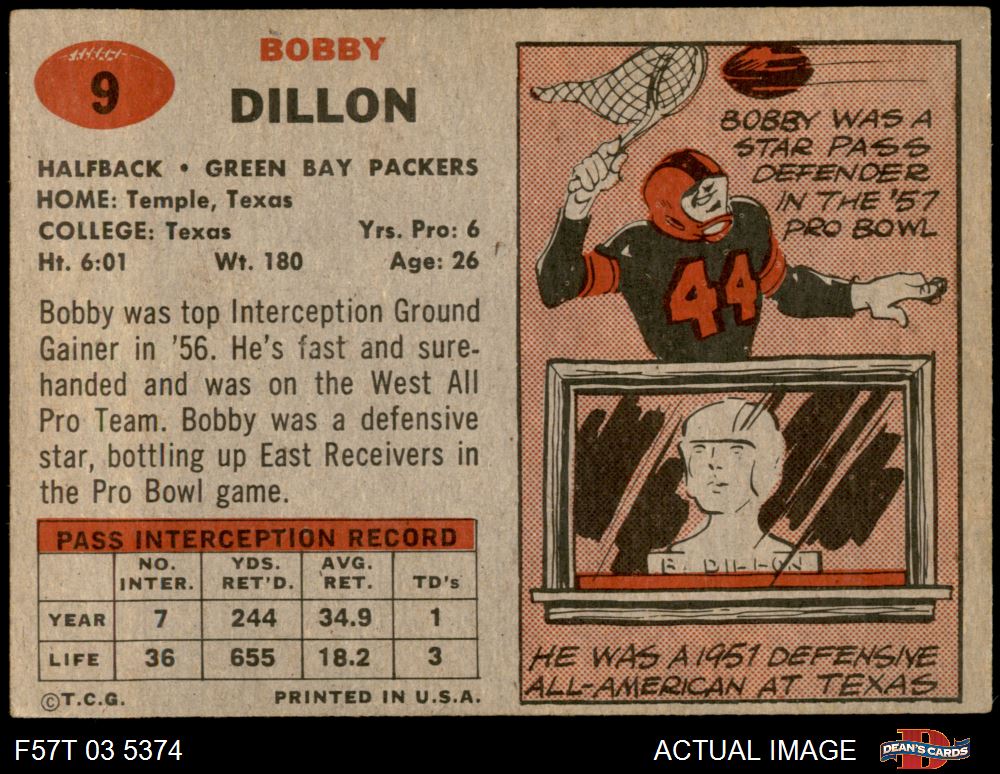 9
BOBBY
DILLON
HALFBACK • GREEN BAY PACKERS
HOME: Temple, Texas
COLLEGE: Texas Yrs. Pro: 6
Ht. 6:01 Wt. 180 Age: 26
Bobby was top Interception Ground
Gainer in '56. He's fast and sure-
handed and was on the West All
Pro Team. Bobby was a defensive
star, bottling up East Receivers in
the Pro Bowl game.
PASS INTERCEPTION RECORD
NO. INTER. YDS. RET'D. AVG. RET. TD's
YEAR 7 244 34.9 1
LIFE 36 655 18.2 3
©T.C.G. PRINTED IN U.S.A.
BOBBY WAS A
STAR PASS
DEFENDER
IN THE '57
PRO BOWL
44
B. DILLON
HE WAS A 1951 DEFENSIVE
ALL-AMERICAN AT TEXAS
F57T 03 5374 ACTUAL IMAGE DEAN'S CARDS